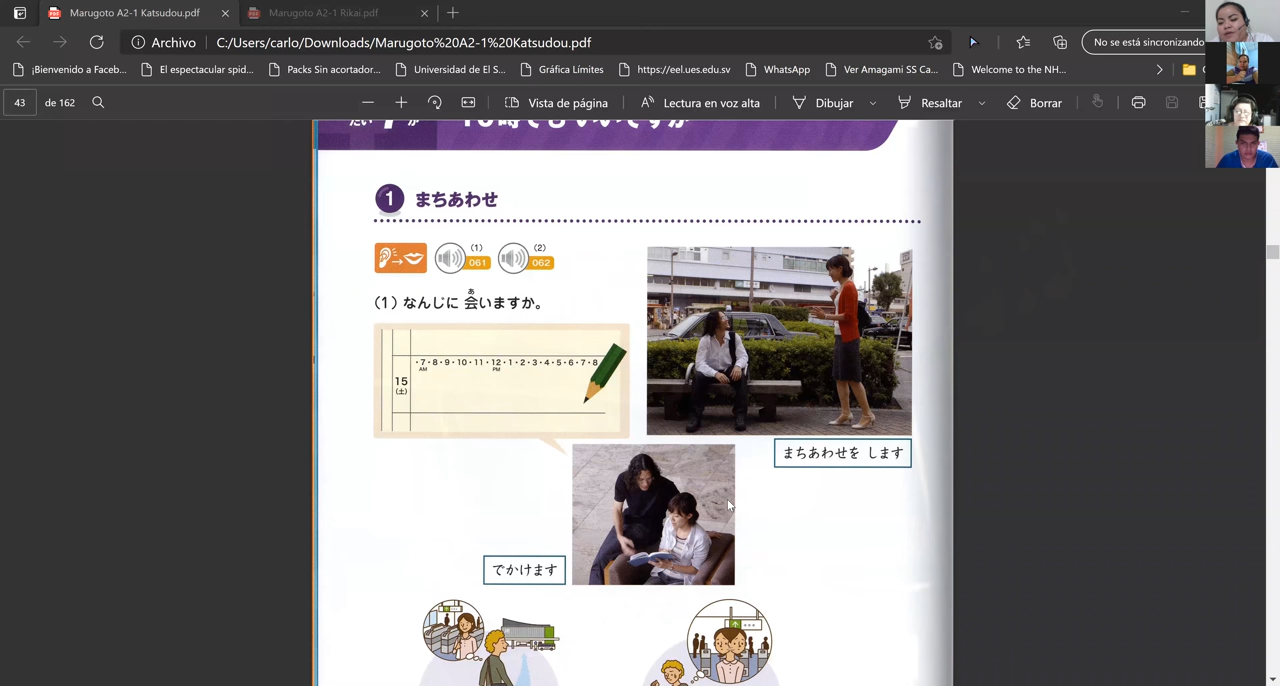 Marugoto A2-1 Katsudou.pdf
Marugoto A2-1 Rikai.pdf
Archivo
C:/Users/carlo/Downloads/Marugoto%20A2-1%20Katsudou.pdf
No se está sincronizando
¡Bienvenido a Faceb...
El espectacular spid...
Packs Sin acortador...
Universidad de El S...
Gráfica Límites
https://eel.ues.edu.sv
WhatsApp
Ver Amagami SS Ca...
Welcome to the NH...
43
de 162
Vista de página
Lectura en voz alta
Dibujar
Resaltar
Borrar
1 まちあわせ
(1)
061
(2)
062
(1) なんじに 会いますか。
あ
・7・8・9・10・11・12・1・2・3・4・5・6・7・8
AM
PM
15
(土)
まちあわせを します
でかけます